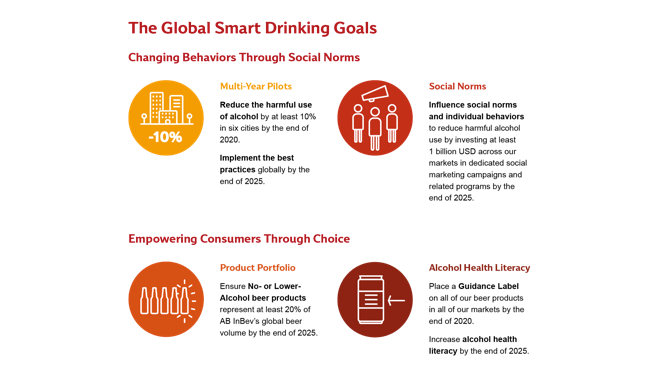 The Global Smart Drinking Goals
Changing Behaviors Through Social Norms
-10%
Multi-Year Pilots
Reduce the harmful use
of alcohol by at least 10%
in six cities by the end of
2020.
Implement the best
practices globally by the
end of 2025.
Social Norms
Influence social norms
and individual behaviors
to reduce harmful alcohol
use by investing at least
1 billion USD across our
markets in dedicated social
marketing campaigns and
related programs by the
end of 2025.
Empowering Consumers Through Choice
Product Portfolio
Ensure No- or Lower-
Alcohol beer products
represent at least 20% of
AB InBev's global beer
volume by the end of 2025.
Alcohol Health Literacy
Place a Guidance Label
on all of our beer products
in all of our markets by the
end of 2020.
Increase alcohol health
literacy by the end of 2025.